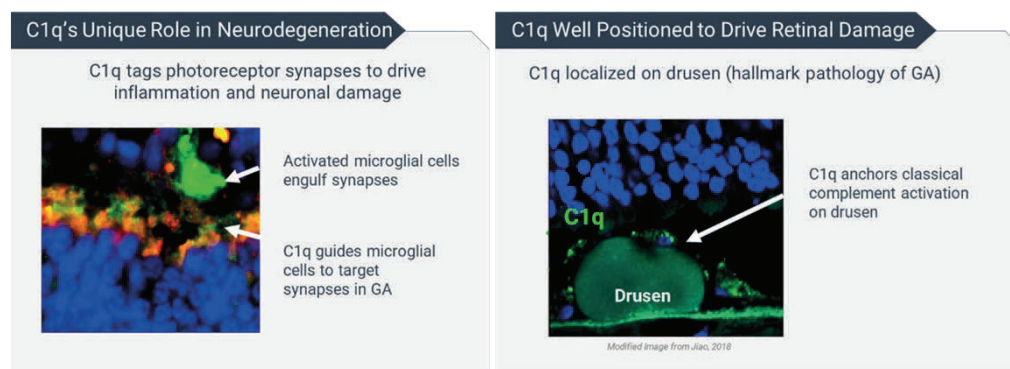 C1q's Unique Role in Neurodegeneration
C1q tags photoreceptor synapses to drive
inflammation and neuronal damage
Activated microglial cells
engulf synapses
C1q guides microglial
cells to target
synapses in GA
C1q Well Positioned to Drive Retinal Damage
C1q localized on drusen (hallmark pathology of GA)
C1q anchors classical
complement activation
on drusen
C1q
Drusen
Modified Image from Jiao, 2018